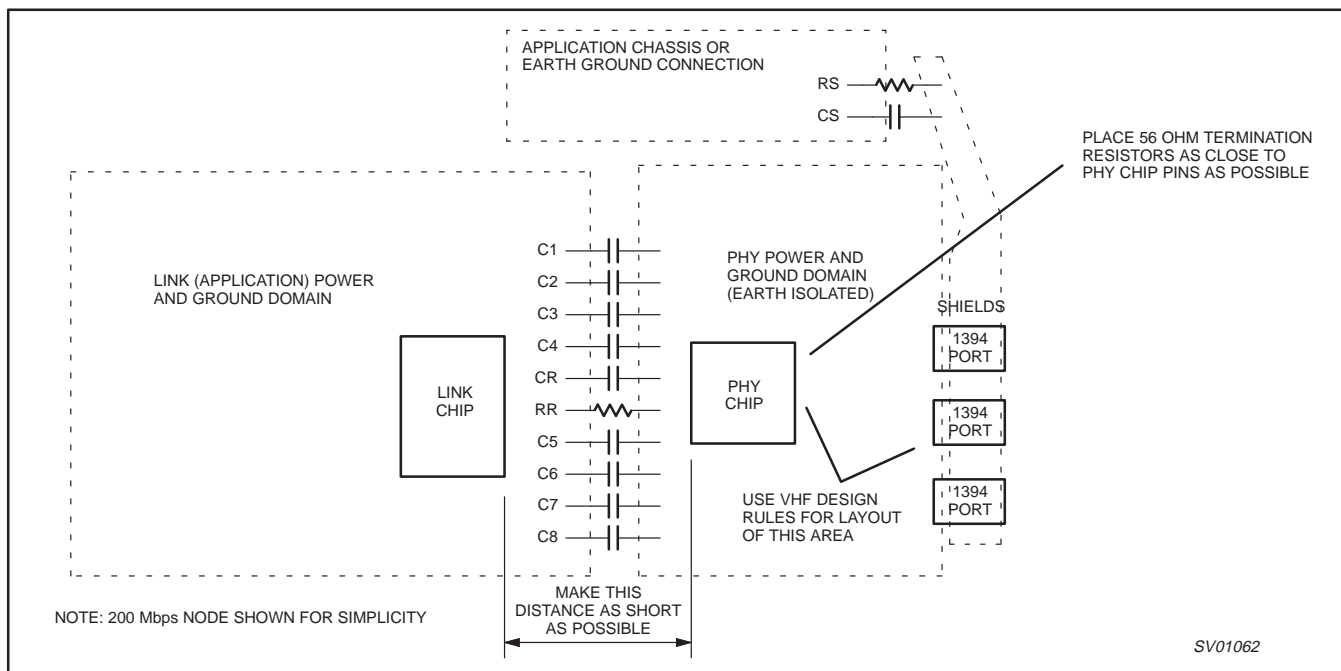 APPLICATION CHASSIS OR
EARTH GROUND CONNECTION
RS
CS
PLACE 56 OHM TERMINATION
RESISTORS AS CLOSE TO
PHY CHIP PINS AS POSSIBLE
LINK (APPLICATION) POWER
AND GROUND DOMAIN
C1
C2
C3
C4
CR
RR
C5
C6
C7
C8
PHY POWER AND
GROUND DOMAIN
(EARTH ISOLATED)
SHIELDS
1394
PORT
1394
PORT
1394
PORT
LINK
CHIP
PHY
CHIP
USE VHF DESIGN
RULES FOR LAYOUT
OF THIS AREA
MAKE THIS
DISTANCE AS SHORT
AS POSSIBLE
NOTE: 200 Mbps NODE SHOWN FOR SIMPLICITY
SV01062